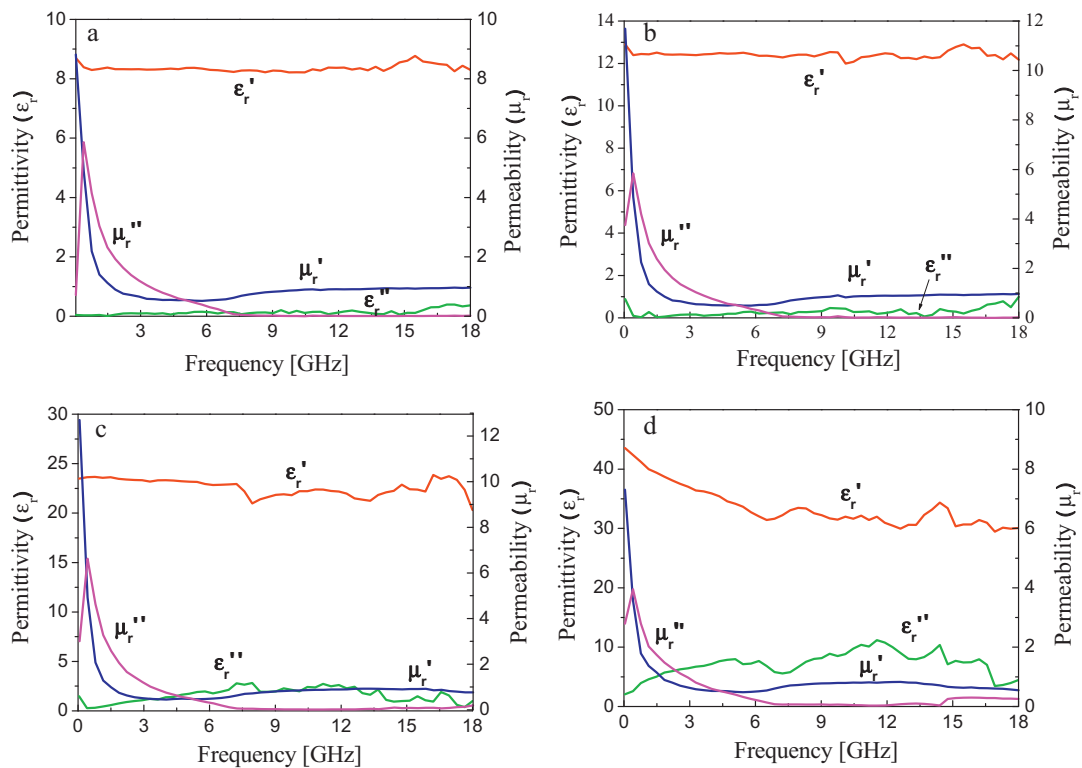 a
Permittivity (εr)
10
8
6
4
2
0
10
8
6
4
2
0
Permeability (μr)
εr'
μr''
μr'
εr''
3 6 9 12 15 18
Frequency [GHz]
b
Permittivity (εr)
14
12
10
8
6
4
2
0
12
10
8
6
4
2
0
Permeability (μr)
εr'
μr''
μr'
εr''
0 3 6 9 12 15 18
Frequency [GHz]
c
Permittivity (εr)
30
25
20
15
10
5
0
12
10
8
6
4
2
0
Permeability (μr)
εr'
μr''
εr''
μr'
0 3 6 9 12 15 18
Frequency [GHz]
d
Permittivity (εr)
50
40
30
20
10
0
10
8
6
4
2
0
Permeability (μr)
εr'
μr''
εr''
μr'
0 3 6 9 12 15 18
Frequency [GHz]